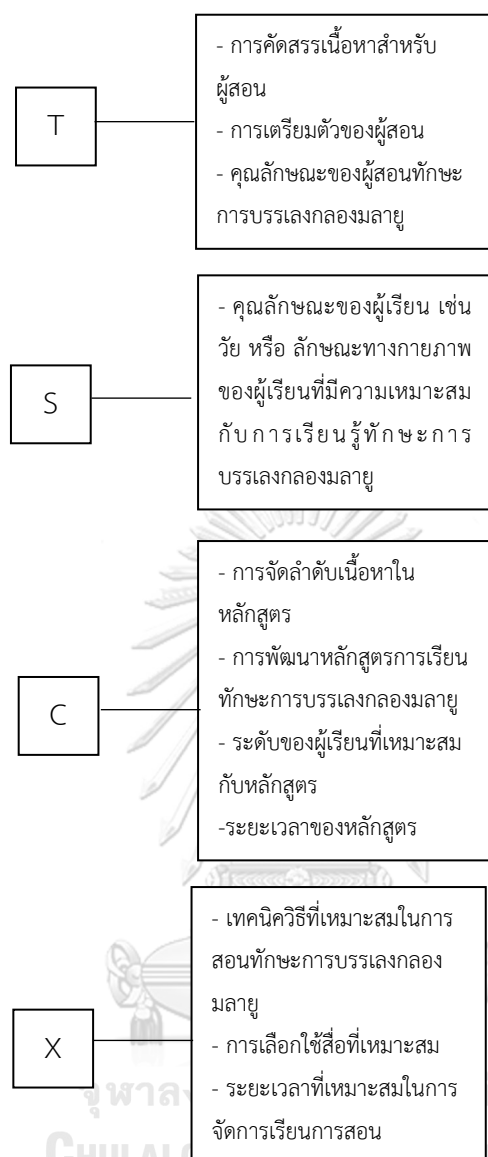 T
- การคัดสรรเนื้อหาสำหรับ
ผู้สอน
- การเตรียมตัวของผู้สอน
- คุณลักษณะของผู้สอนทักษะ
การบรรเลงกลองมลายู
S
- คุณลักษณะของผู้เรียน เช่น
วัย หรือ ลักษณะทางกายภาพ
ของผู้เรียนที่มีความเหมาะสม
กับการเรียนรู้ทักษะการ
บรรเลงกลองมลายู
C
- การจัดลำดับเนื้อหาใน
หลักสูตร
- การพัฒนาหลักสูตรการเรียน
ทักษะการบรรเลงกลองมลายู
- ระดับของผู้เรียนที่เหมาะสม
กับหลักสูตร
-ระยะเวลาของหลักสูตร
X
- เทคนิควิธีที่เหมาะสมในการ
สอนทักษะการบรรเลงกลอง
มลายู
- การเลือกใช้สื่อที่เหมาะสม
- ระยะเวลาที่เหมาะสมในการ
จัดการเรียนการสอน